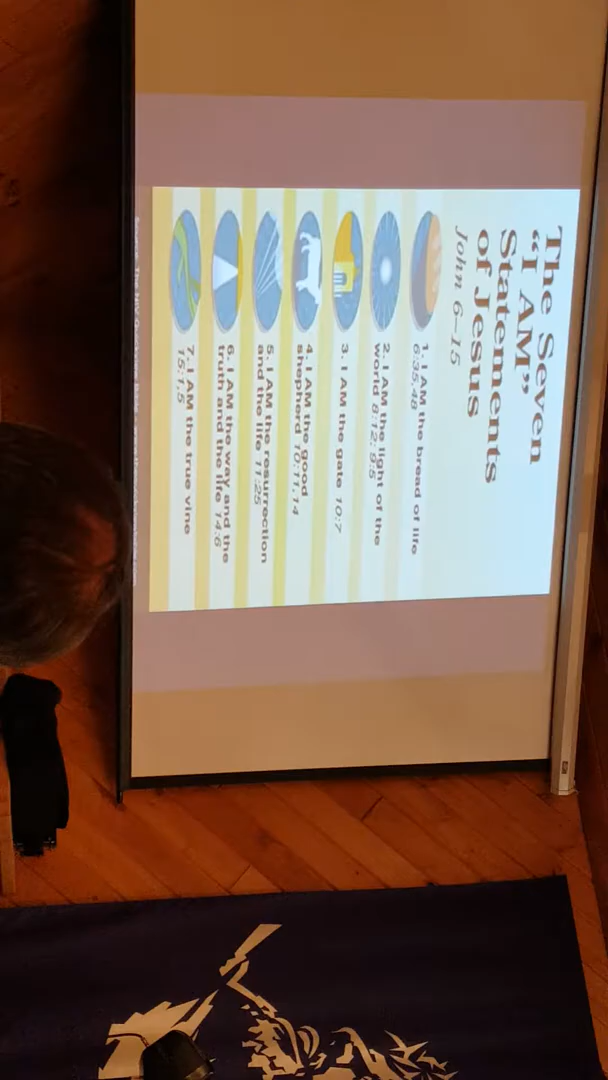 The Seven
“I AM”
Statements
of Jesus
John 6–15
1. I AM the bread of life
6:35,48
2. I AM the light of the
world 8:12; 9:5
3. I AM the gate 10:7
4. I AM the good
shepherd 10:11,14
5. I AM the resurrection
and the life 11:25
6. I AM the way and the
truth and the life 14:6
7. I AM the true vine
15:1,5